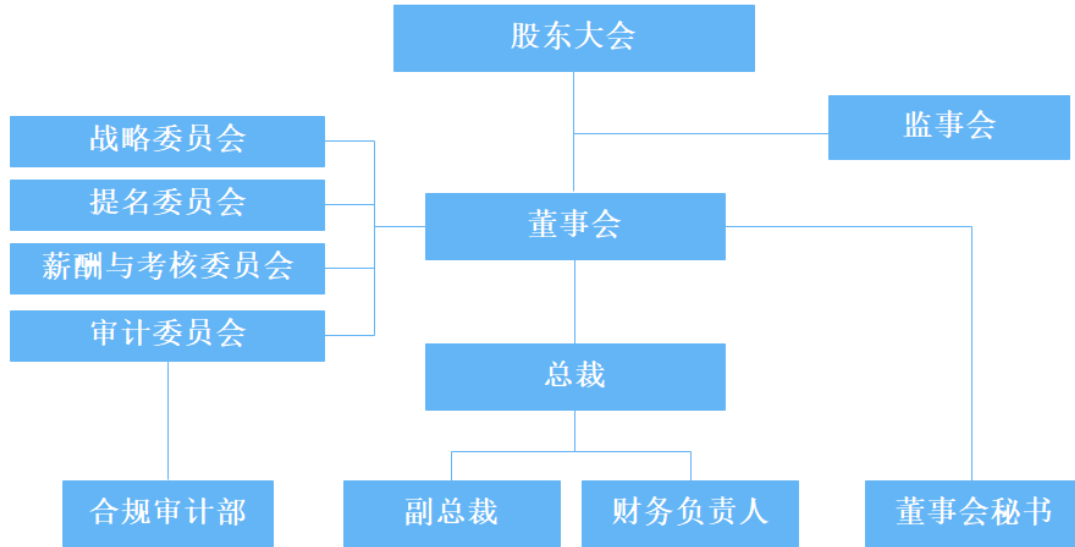 股东大会
监事会
战略委员会
提名委员会
董事会
薪酬与考核委员会
审计委员会
总裁
合规审计部
副总裁
财务负责人
董事会秘书